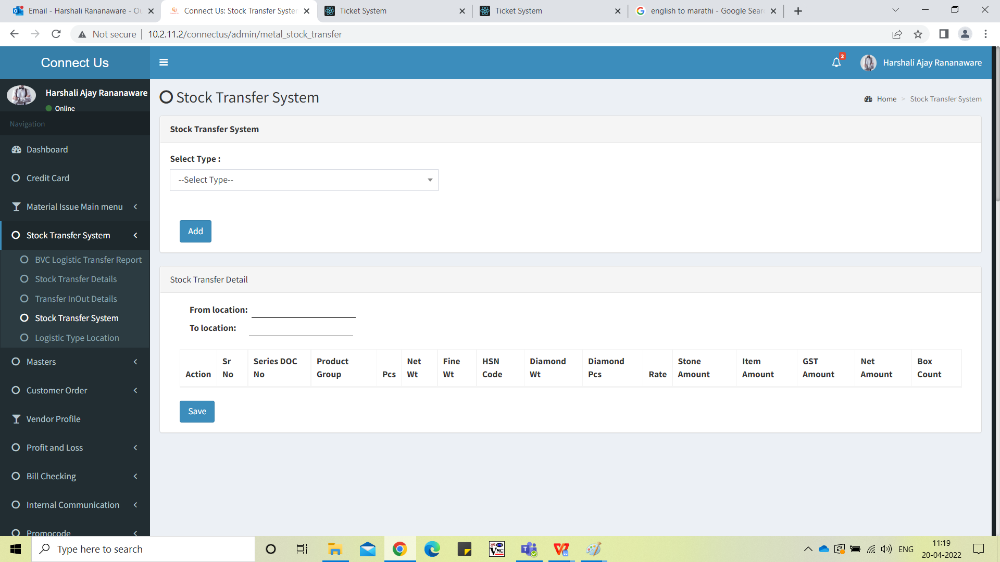 Email - Harshali Rananaware - Ou
Connect Us: Stock Transfer System
Ticket System
Ticket System
english to marathi - Google Sear
Not secure
10.2.11.2/connectus/admin/metal_stock_transfer
Connect Us
2
Harshali Ajay Rananaware
Harshali Ajay Rananaware
Online
Navigation
Dashboard
Credit Card
Material Issue Main menu
Stock Transfer System
BVC Logistic Transfer Report
Stock Transfer Details
Transfer InOut Details
Stock Transfer System
Logistic Type Location
Masters
Customer Order
Vendor Profile
Profit and Loss
Bill Checking
Internal Communication
Promocode
Stock Transfer System
Home > Stock Transfer System
Stock Transfer System
Select Type :
--Select Type--
Add
Stock Transfer Detail
From location:
To location:
Action
Sr No
Series DOC No
Product Group
Pcs
Net Wt
Fine Wt
HSN Code
Diamond Wt
Diamond Pcs
Rate
Stone Amount
Item Amount
GST Amount
Net Amount
Box Count
Save
Type here to search
VNC
ENG
11:19
20-04-2022